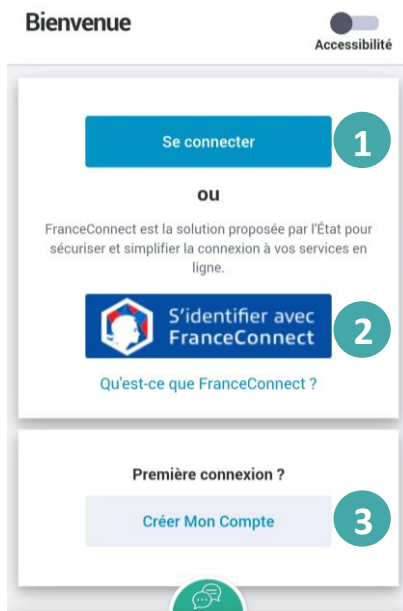 Bienvenue
Accessibilité
Se connecter
1
ou
FranceConnect est la solution proposée par l'État pour
sécuriser et simplifier la connexion à vos services en
ligne.
S'identifier avec
FranceConnect
2
Qu'est-ce que FranceConnect ?
Première connexion ?
Créer Mon Compte
3